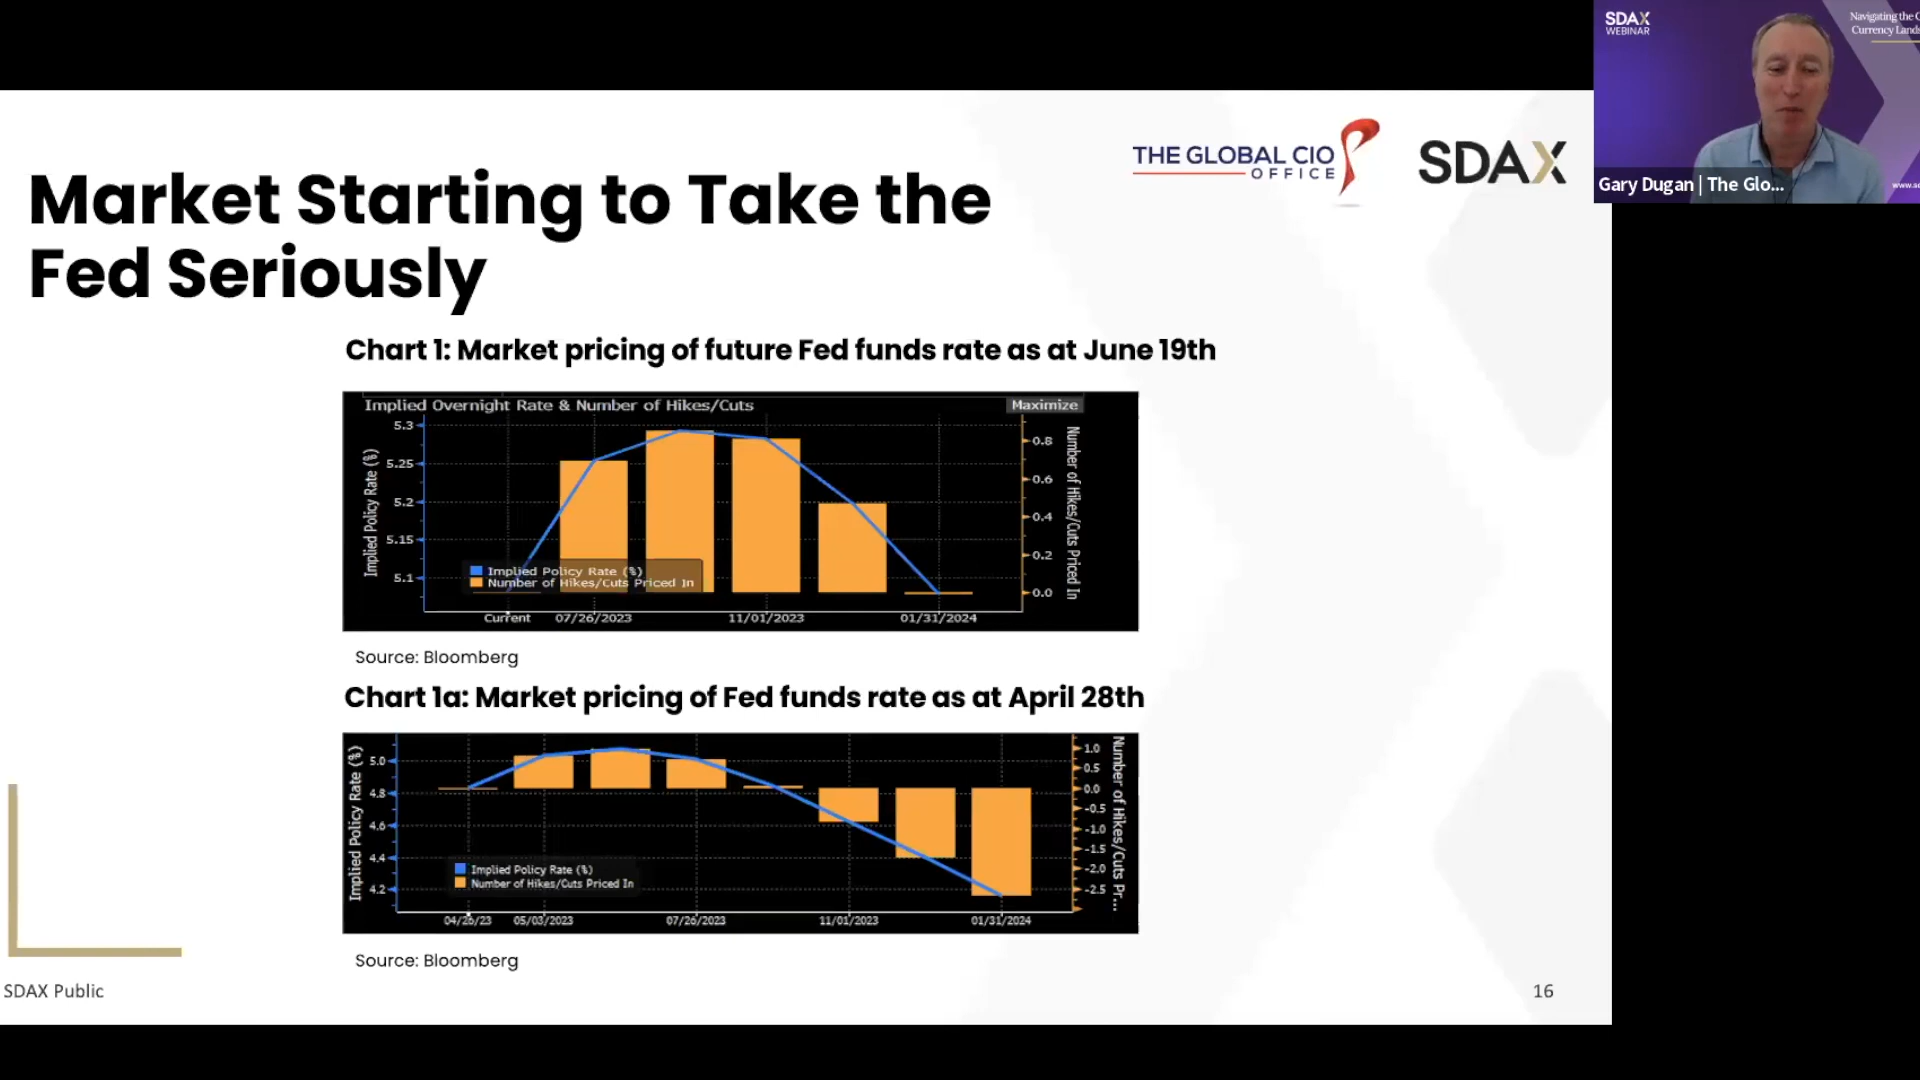 SDAX
WEBINAR
Navigating the
Currency
Gary Dugan | The Glo...
THE GLOBAL CIO
OFFICE
SDAX
Market Starting to Take the
Fed Seriously
Chart 1: Market pricing of future Fed funds rate as at June 19th
Implied Overnight Rate & Number of Hikes/Cuts
Maximize
Implied Policy Rate (%)
5.3
5.25
5.2
5.15
5.1
0.8
0.6
0.4
0.2
0.0
Number of Hikes/Cuts Priced In
Implied Policy Rate (%)
Number of Hikes/Cuts Priced In
Current 07/26/2023 11/01/2023 01/31/2024
Source: Bloomberg
Chart 1a: Market pricing of Fed funds rate as at April 28th
Implied Policy Rate (%)
5.0
4.8
4.6
4.4
4.2
1.0
0.5
0.0
-0.5
-1.0
-1.5
-2.0
-2.5
Number of Hikes/Cuts Pr...
Implied Policy Rate (%)
Number of Hikes/Cuts Priced In
04/26/23 05/03/2023 07/26/2023 11/01/2023 01/31/2024
Source: Bloomberg
SDAX Public
16